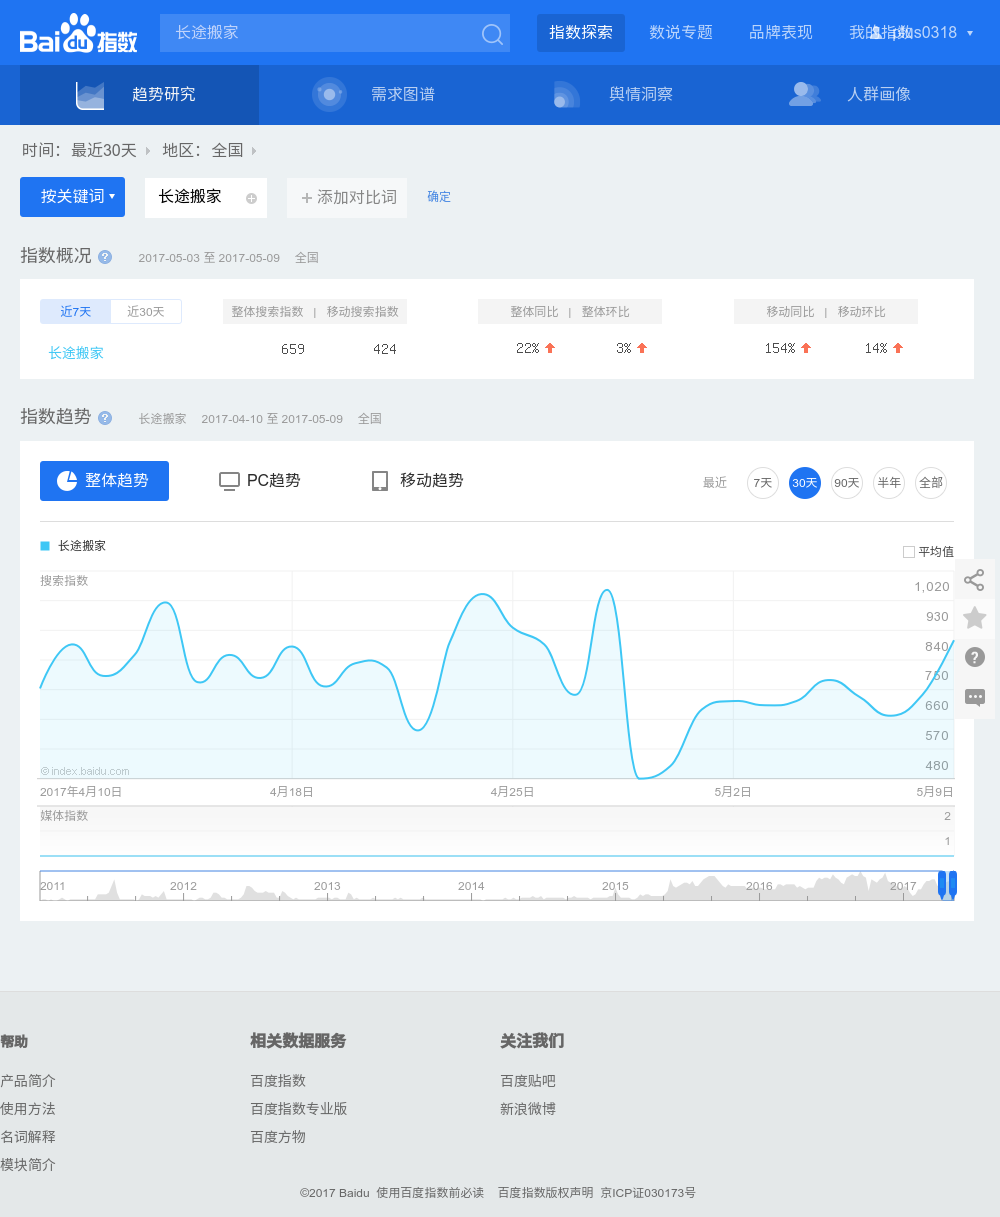 Bai du 指数 长途搬家 指数探索 数说专题 品牌表现 我的指数 plus0318
趋势研究 需求图谱 舆情洞察 人群画像
时间: 最近30天 地区: 全国
按关键词 长途搬家 +添加对比词 确定
指数概况 ? 2017-05-03 至 2017-05-09 全国
近7天 近30天 整体搜索指数 | 移动搜索指数 整体同比 | 整体环比 移动同比 | 移动环比
长途搬家 659 424 22% 3% 154% 14%
指数趋势 ? 长途搬家 2017-04-10 至 2017-05-09 全国
整体趋势 PC趋势 移动趋势 最近 7天 30天 90天 半年 全部
长途搬家
平均值
搜索指数
1,020
930
840
750
660
570
480
©index.baidu.com
2017年4月10日 4月18日 4月25日 5月2日 5月9日
媒体指数 2
1
2011 2012 2013 2014 2015 2016 2017
帮助 相关数据服务 关注我们
产品简介 百度指数 百度贴吧
使用方法 百度指数专业版 新浪微博
名词解释 百度方物
模块简介
©2017 Baidu 使用百度指数前必读 百度指数版权声明 京ICP证030173号